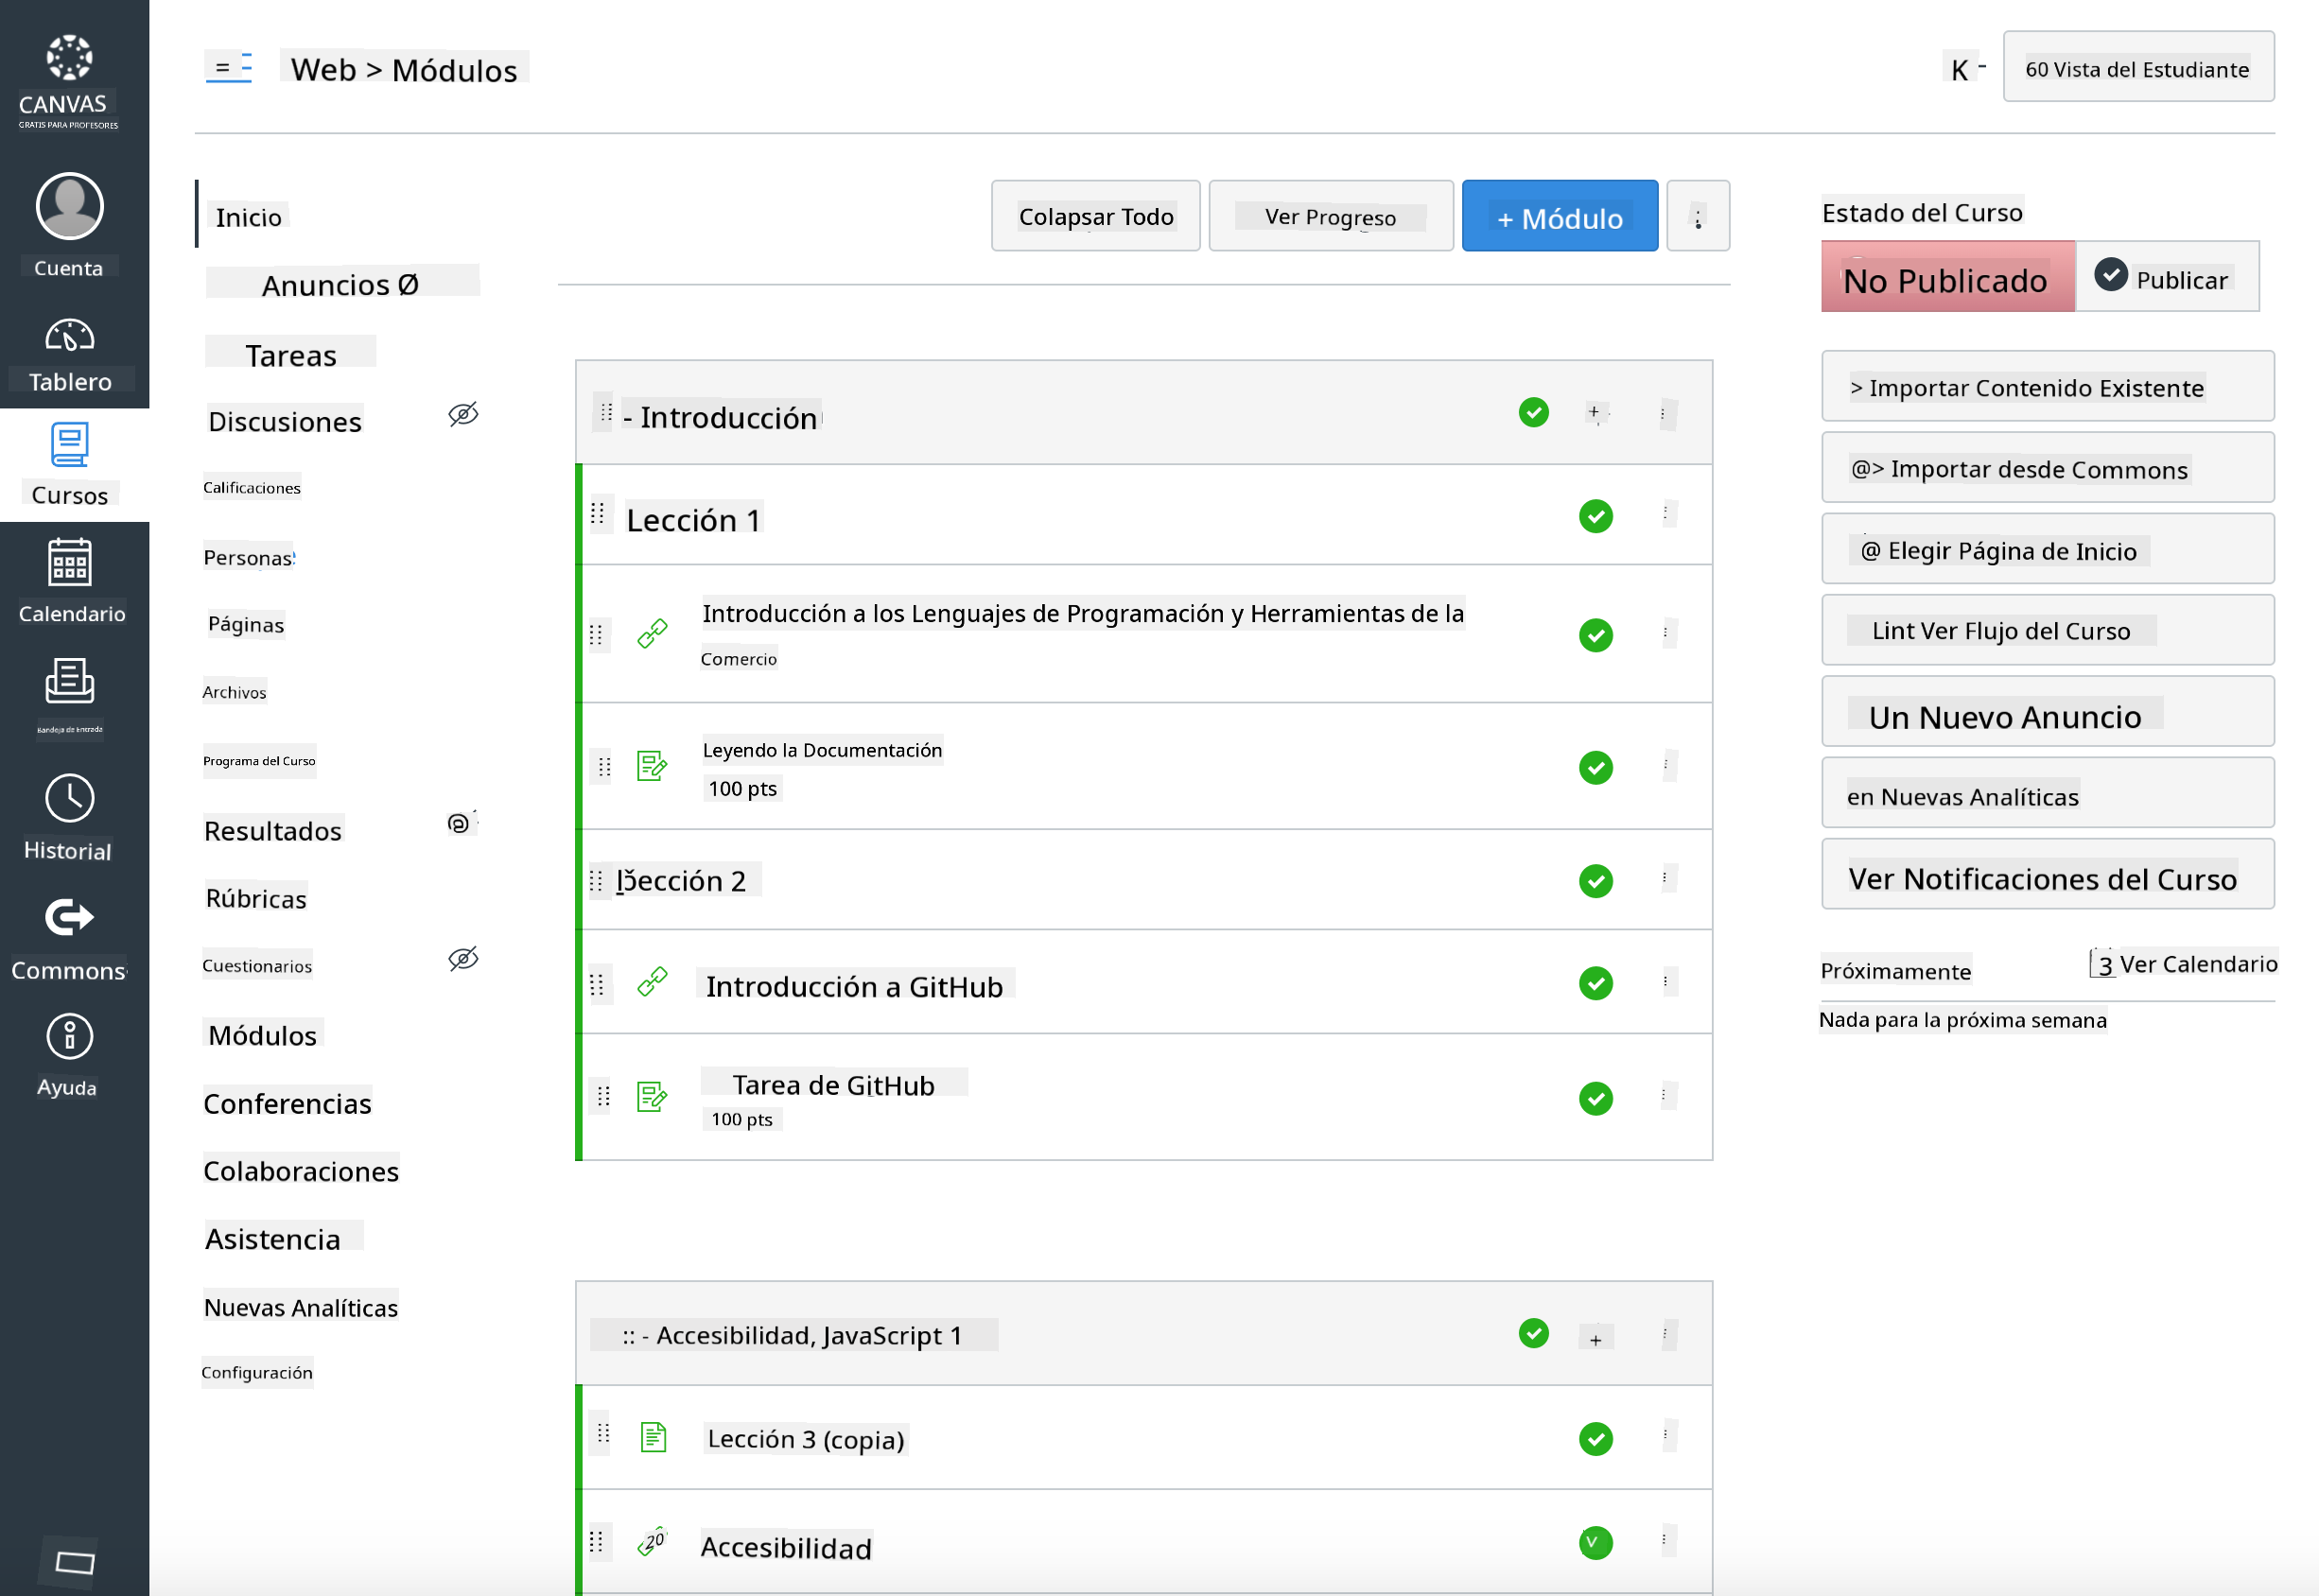 CANVAS
GRATIS PARA PROFESORES
Cuenta
Tablero
Cursos
Calendario
Bandeja de Entrada
Historial
Commons
Ayuda
Web > Módulos
K
60 Vista del Estudiante
Inicio
Anuncios Ø
Tareas
Discusiones
Calificaciones
Personas
Páginas
Archivos
Programa del Curso
Resultados
Rúbricas
Cuestionarios
Módulos
Conferencias
Colaboraciones
Asistencia
Nuevas Analíticas
Configuración
Colapsar Todo
Ver Progreso
+ Módulo
- Introducción
Lección 1
Introducción a los Lenguajes de Programación y Herramientas de la
Comercio
Leyendo la Documentación
100 pts
Lección 2
Introducción a GitHub
Tarea de GitHub
100 pts
:: - Accesibilidad, JavaScript 1
Lección 3 (copia)
20
Accesibilidad
Estado del Curso
No Publicado
Publicar
> Importar Contenido Existente
@> Importar desde Commons
@ Elegir Página de Inicio
Lint Ver Flujo del Curso
Un Nuevo Anuncio
en Nuevas Analíticas
Ver Notificaciones del Curso
Próximamente
3 Ver Calendario
Nada para la próxima semana